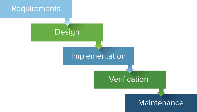 Requirements
Design
Implementation
Verification
Maintenance